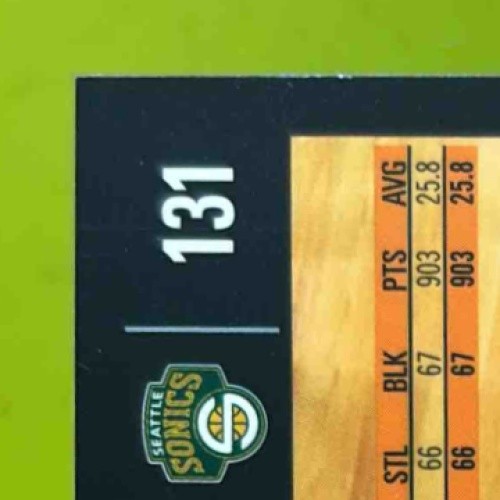 131
SEATTLE
SONICS
STL BLK PTS AVG
66 67 903 25.8
66 67 903 25.8